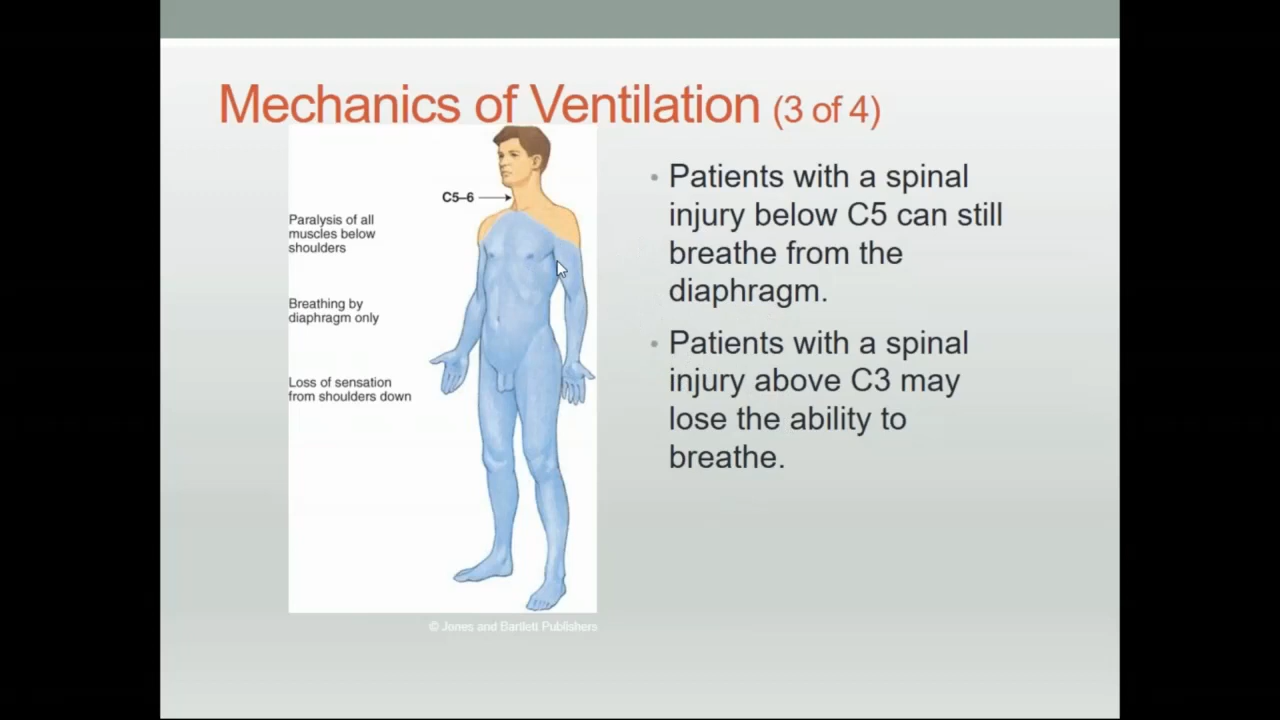 Mechanics of Ventilation (3 of 4)
C5–6
Paralysis of all
muscles below
shoulders
Breathing by
diaphragm only
Loss of sensation
from shoulders down
© Jones and Bartlett Publishers
• Patients with a spinal
injury below C5 can still
breathe from the
diaphragm.
• Patients with a spinal
injury above C3 may
lose the ability to
breathe.